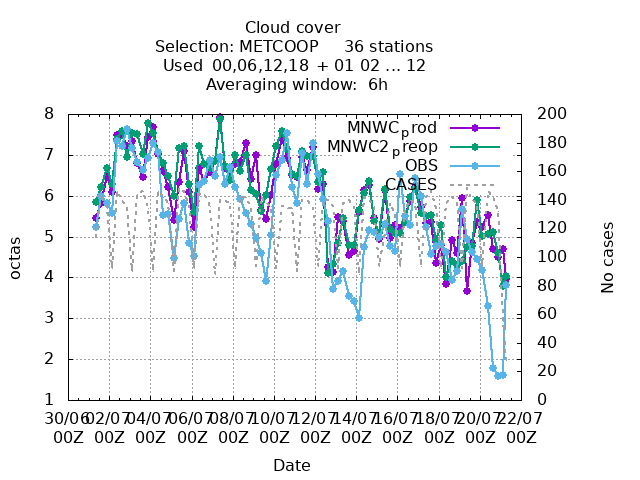 Cloud cover
Selection: METCOOP 36 stations
Used 00,06,12,18 + 01 02 ... 12
Averaging window: 6h
MNWC_prod
MNWC2_preop
OBS
CASES
8
7
6
5
4
3
2
1
octas
200
180
160
140
120
100
80
60
40
20
0
No cases
30/06 02/07 04/07 06/07 08/07 10/07 12/07 14/07 16/07 18/07 20/07 22/07
00Z 00Z 00Z 00Z 00Z 00Z 00Z 00Z 00Z 00Z 00Z 00Z
Date